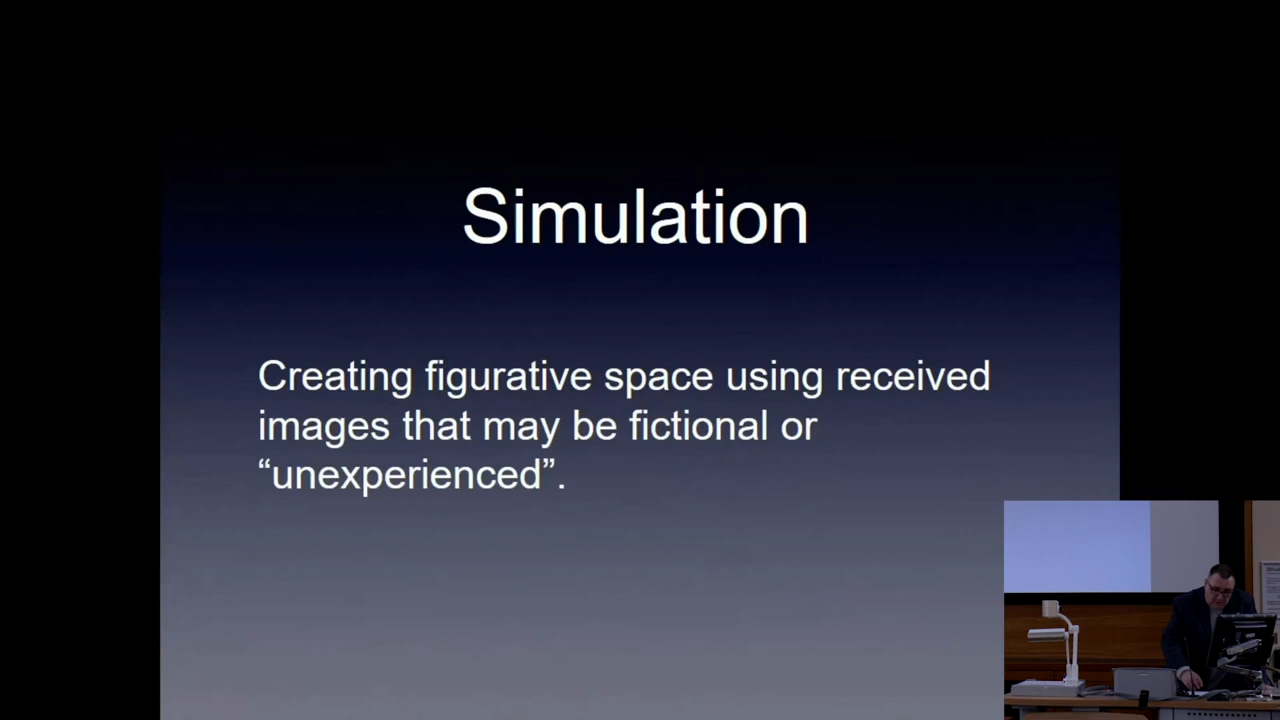 Simulation
Creating figurative space using received
images that may be fictional or
“unexperienced”.